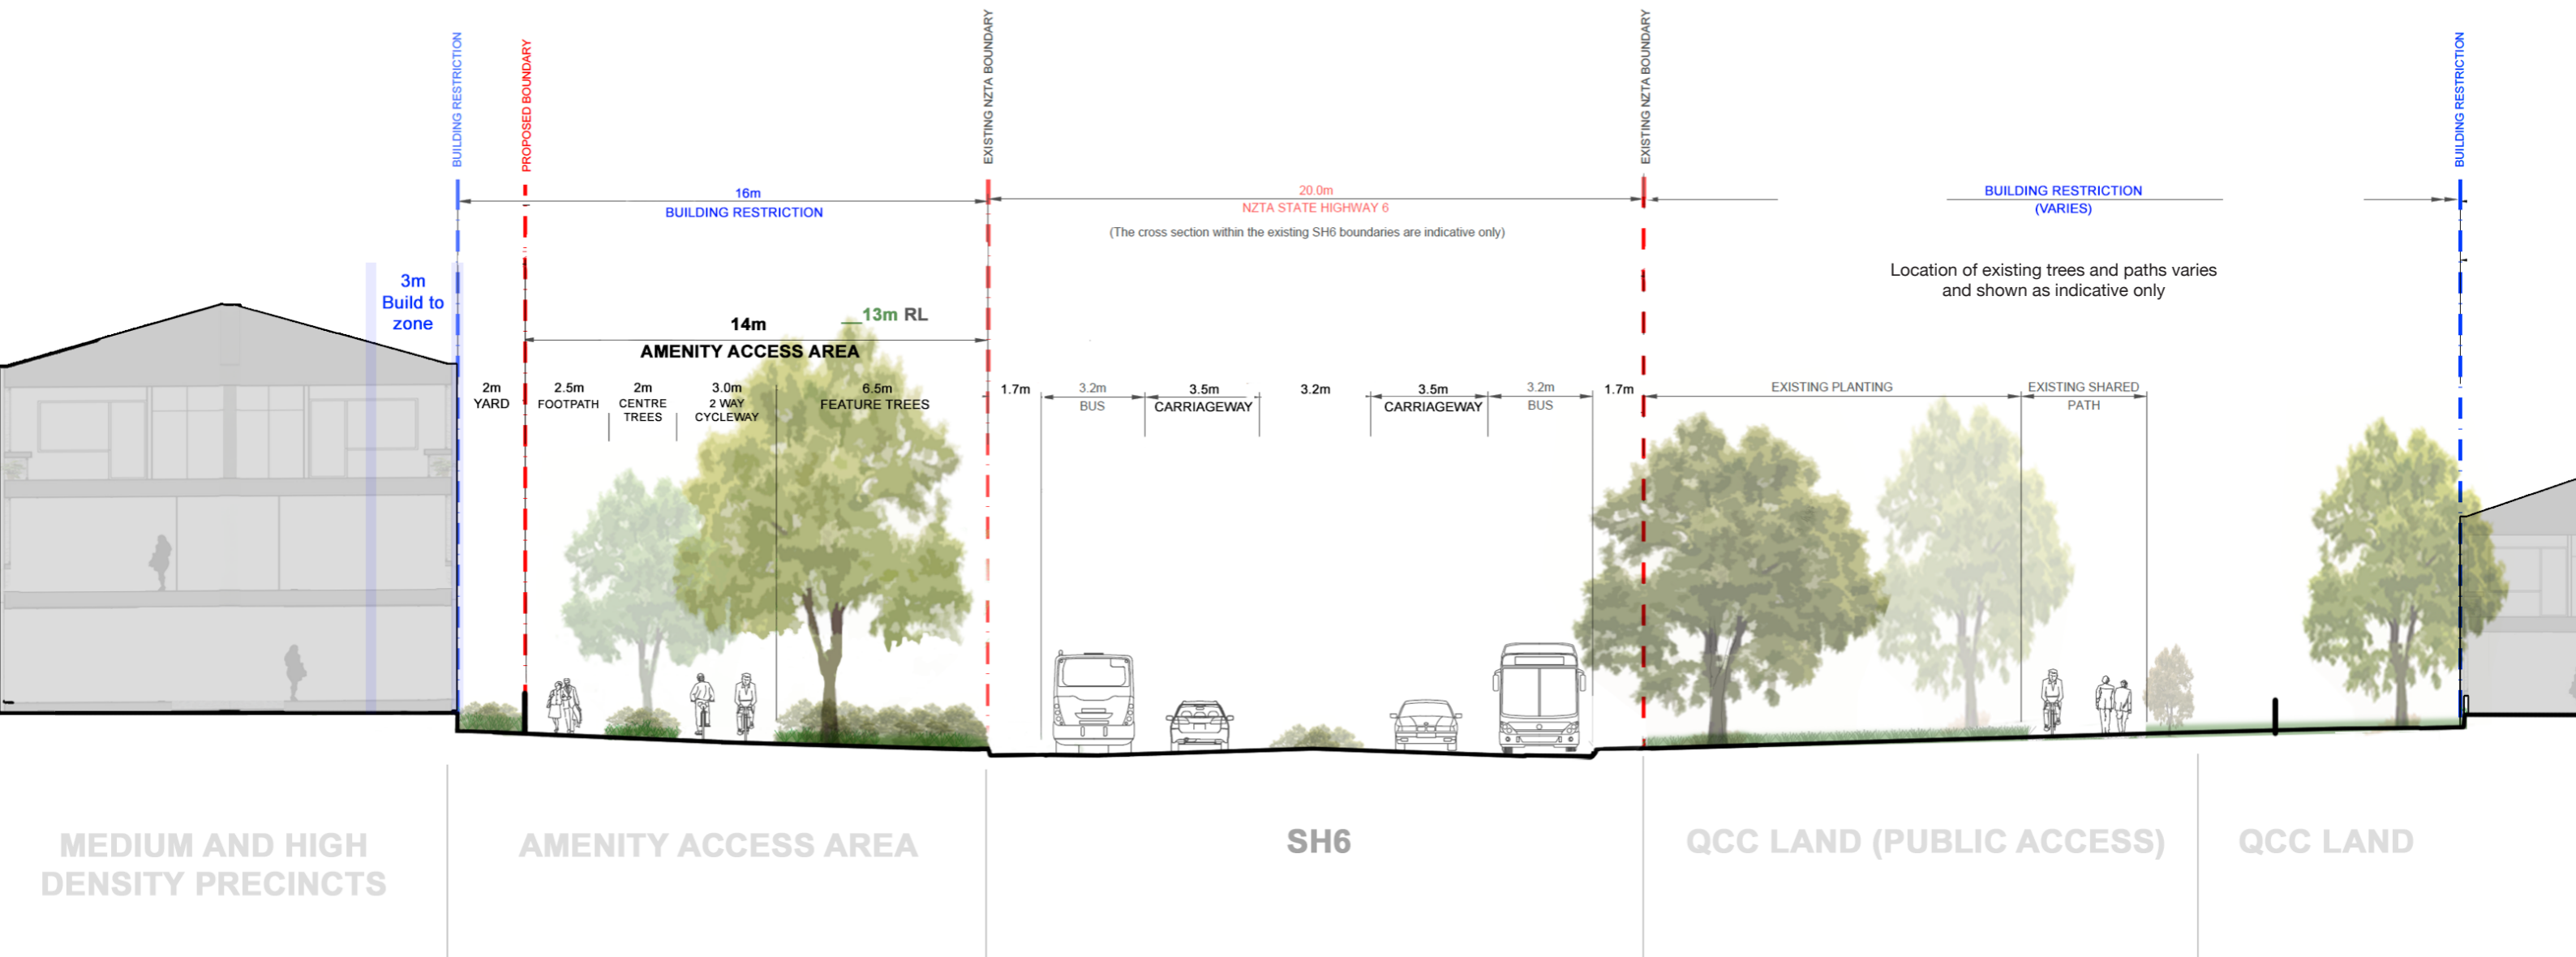 BUILDING RESTRICTION
PROPOSED BOUNDARY
EXISTING NZTA BOUNDARY
EXISTING NZTA BOUNDARY
BUILDING RESTRICTION
16m
BUILDING RESTRICTION
20.0m
NZTA STATE HIGHWAY 6
(The cross section within the existing SH6 boundaries are indicative only)
BUILDING RESTRICTION
(VARIES)
Location of existing trees and paths varies
and shown as indicative only
3m
Build to
zone
13m RL
14m
AMENITY ACCESS AREA
2m
YARD
2.5m
FOOTPATH
2m
CENTRE
TREES
3.0m
2 WAY
CYCLEWAY
6.5m
FEATURE TREES
1.7m
3.2m
BUS
3.5m
CARRIAGEWAY
3.2m
3.5m
CARRIAGEWAY
3.2m
BUS
1.7m
EXISTING PLANTING
EXISTING SHARED
PATH
MEDIUM AND HIGH
DENSITY PRECINCTS
AMENITY ACCESS AREA
SH6
QCC LAND (PUBLIC ACCESS)
QCC LAND